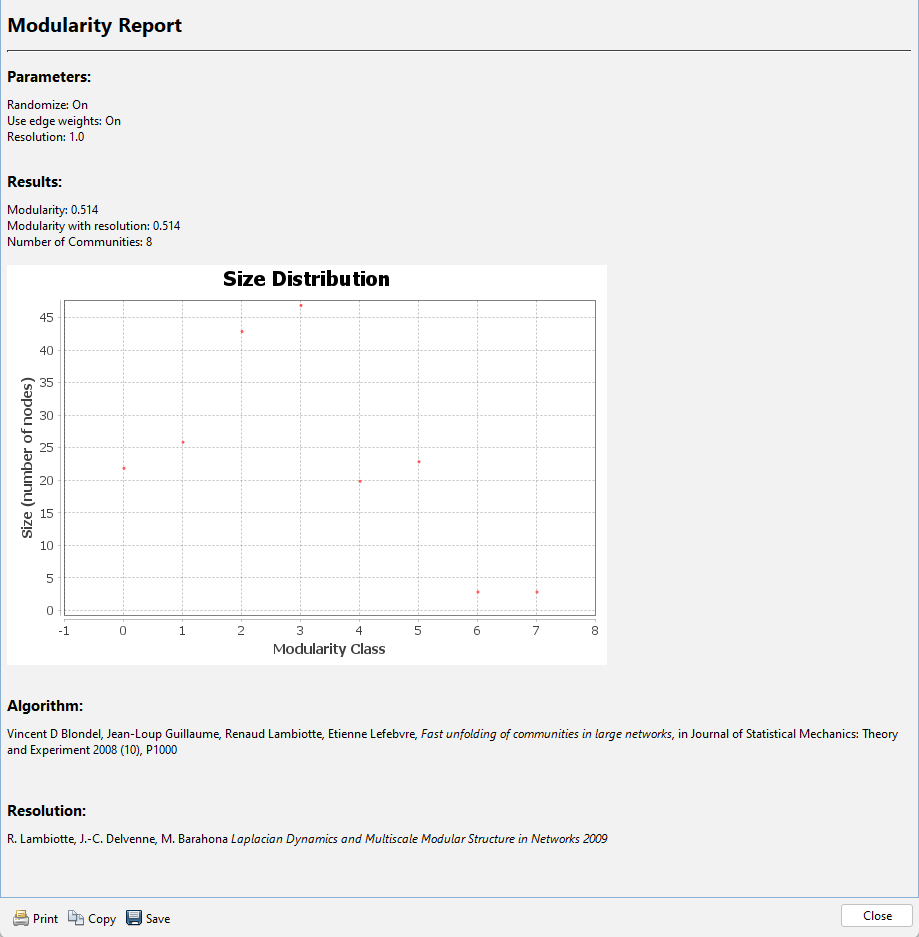 Modularity Report
Parameters:
Randomize: On
Use edge weights: On
Resolution: 1.0
Results:
Modularity: 0.514
Modularity with resolution: 0.514
Number of Communities: 8
Size Distribution
Size (number of nodes)
45
40
35
30
25
20
15
10
5
0
-1 0 1 2 3 4 5 6 7 8
Modularity Class
Algorithm:
Vincent D Blondel, Jean-Loup Guillaume, Renaud Lambiotte, Etienne Lefebvre, Fast unfolding of communities in large networks, in Journal of Statistical Mechanics: Theory
and Experiment 2008 (10), P1000
Resolution:
R. Lambiotte, J.-C. Delvenne, M. Barahona Laplacian Dynamics and Multiscale Modular Structure in Networks 2009
Print Copy Save Close